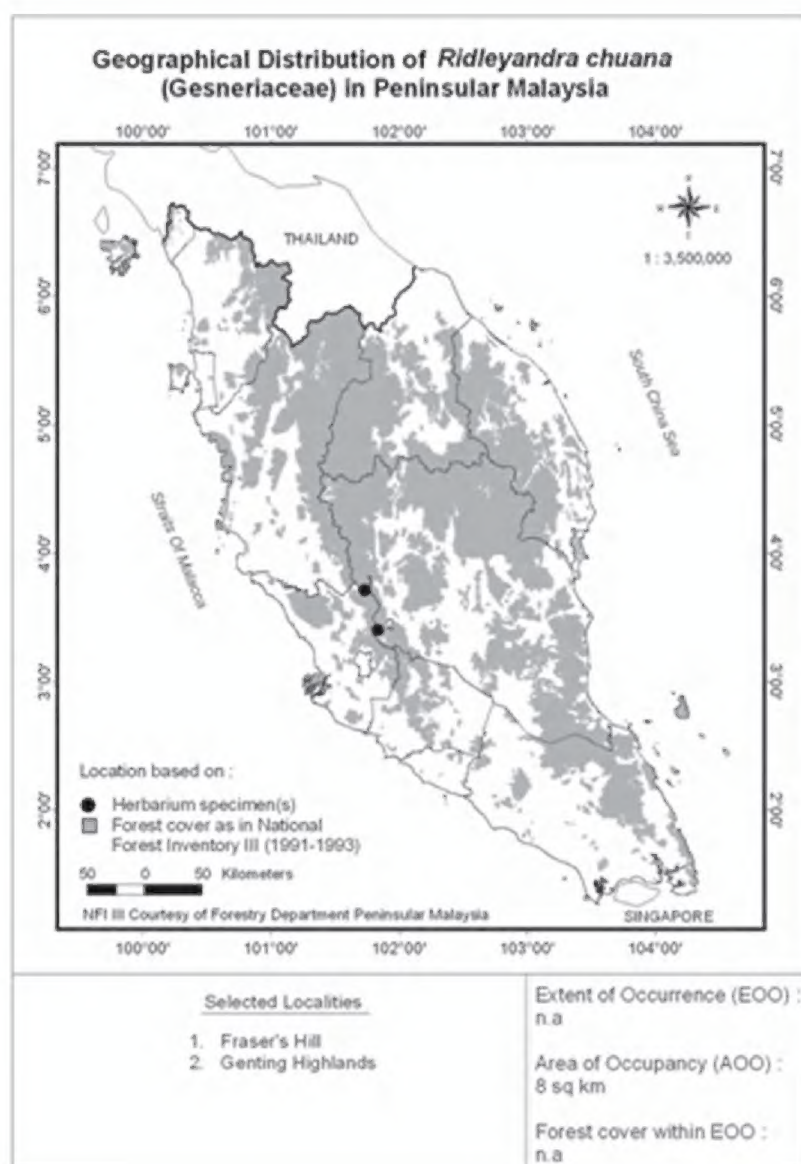 Geographical Distribution of Ridleyandra chuana
(Gesneriaceae) in Peninsular Malaysia
100°00' 101°00' 102°00' 103°00' 104°00'
7°00' 7°00'
N
W E
S
THAILAND
1 : 3,500,000
6°00' 6°00'
South China Sea
5°00' 5°00'
Straits Of Malacca
4°00' 4°00'
3°00' 3°00'
Location based on :
Herbarium specimen(s)
Forest cover as in National
Forest Inventory III (1991-1993)
2°00' 2°00'
50 0 50 Kilometers
NFI III Courtesy of Forestry Department Peninsular Malaysia
SINGAPORE
100°00' 101°00' 102°00' 103°00' 104°00'
Selected Localities
1. Fraser's Hill
2. Genting Highlands
Extent of Occurrence (EOO) :
n.a
Area of Occupancy (AOO) :
8 sq km
Forest cover within EOO :
n.a